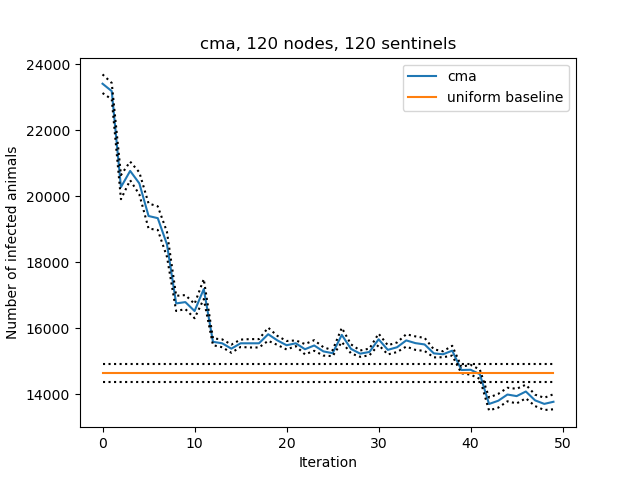 cma, 120 nodes, 120 sentinels
24000
22000
20000
18000
16000
14000
Number of infected animals
cma
uniform baseline
0
10
20
30
40
50
Iteration